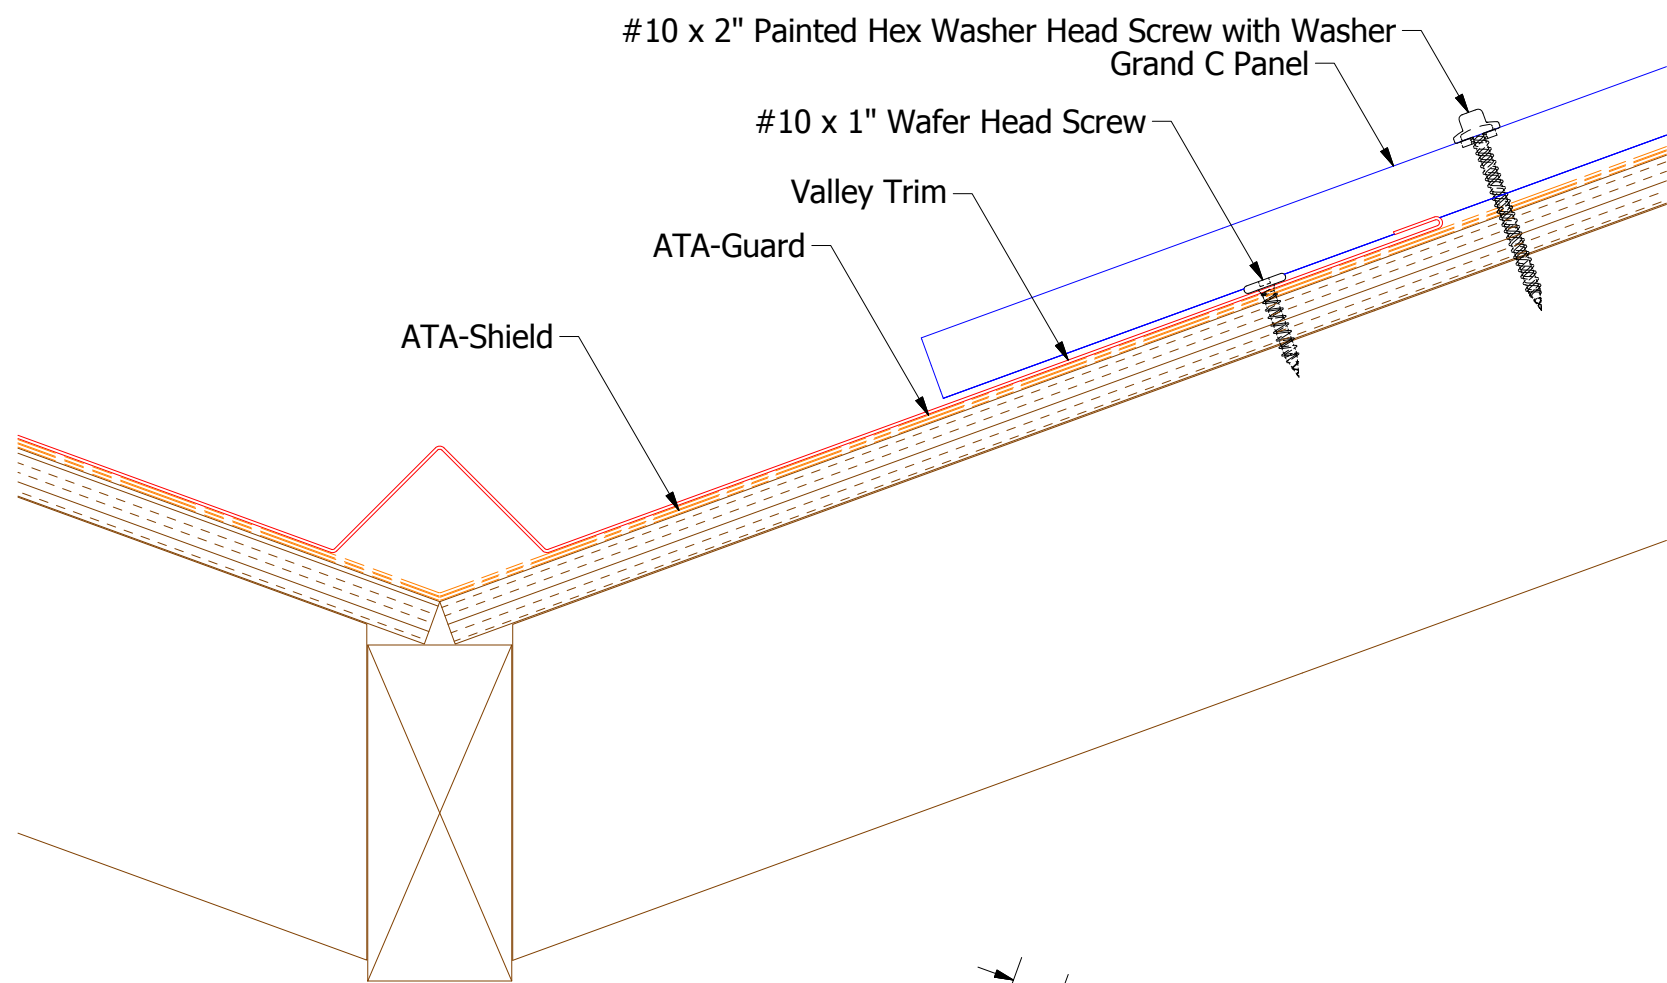 #10 x 2" Painted Hex Washer Head Screw with Washer
Grand C Panel
#10 x 1" Wafer Head Screw
Valley Trim
ATA-Guard
ATA-Shield